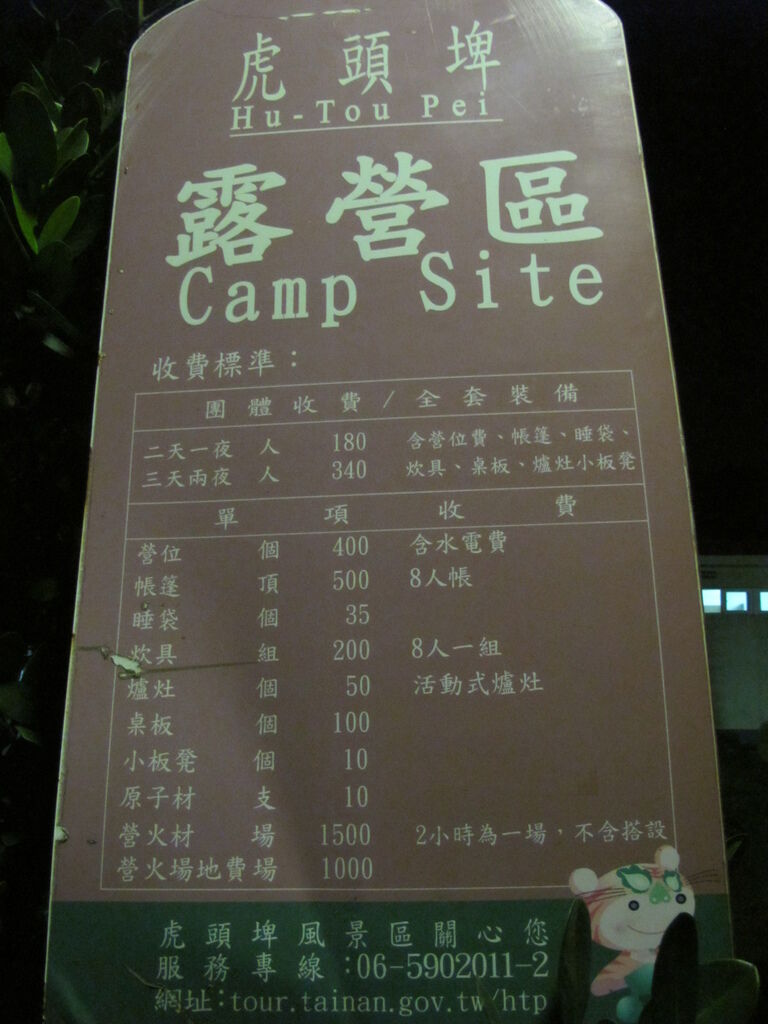 虎頭埤
Hu-Tou Pei
露營區
Camp Site
收費標準：
團體收費/全套裝備
二天一夜 人 180 含營位費、帳篷、睡袋、
三天兩夜 人 340 炊具、桌板、爐灶小板凳
單項收費
營位 個 400 含水電費
帳篷 頂 500 8人帳
睡袋 個 35
炊具 組 200 8人一組
爐灶 個 50 活動式爐灶
桌板 個 100
小板凳 個 10
原子材 支 10
營火材 場 1500 2小時為一場，不含搭設
營火場地費 場 1000
虎頭埤風景區關心您
服務專線:06-5902011-2
網址:tour.tainan.gov.tw/htp